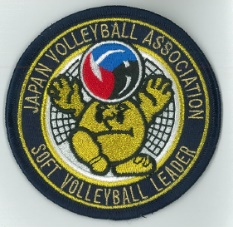 JAPAN VOLLEYBALL ASSOCIATION
SOFT VOLLEYBALL LEADER